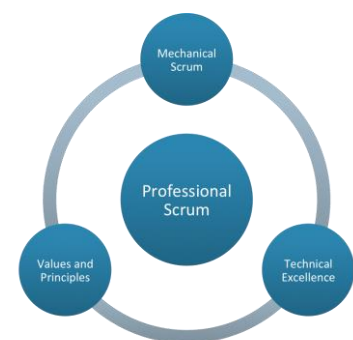 Mechanical
Scrum
Professional
Scrum
Values and
Principles
Technical
Excellence